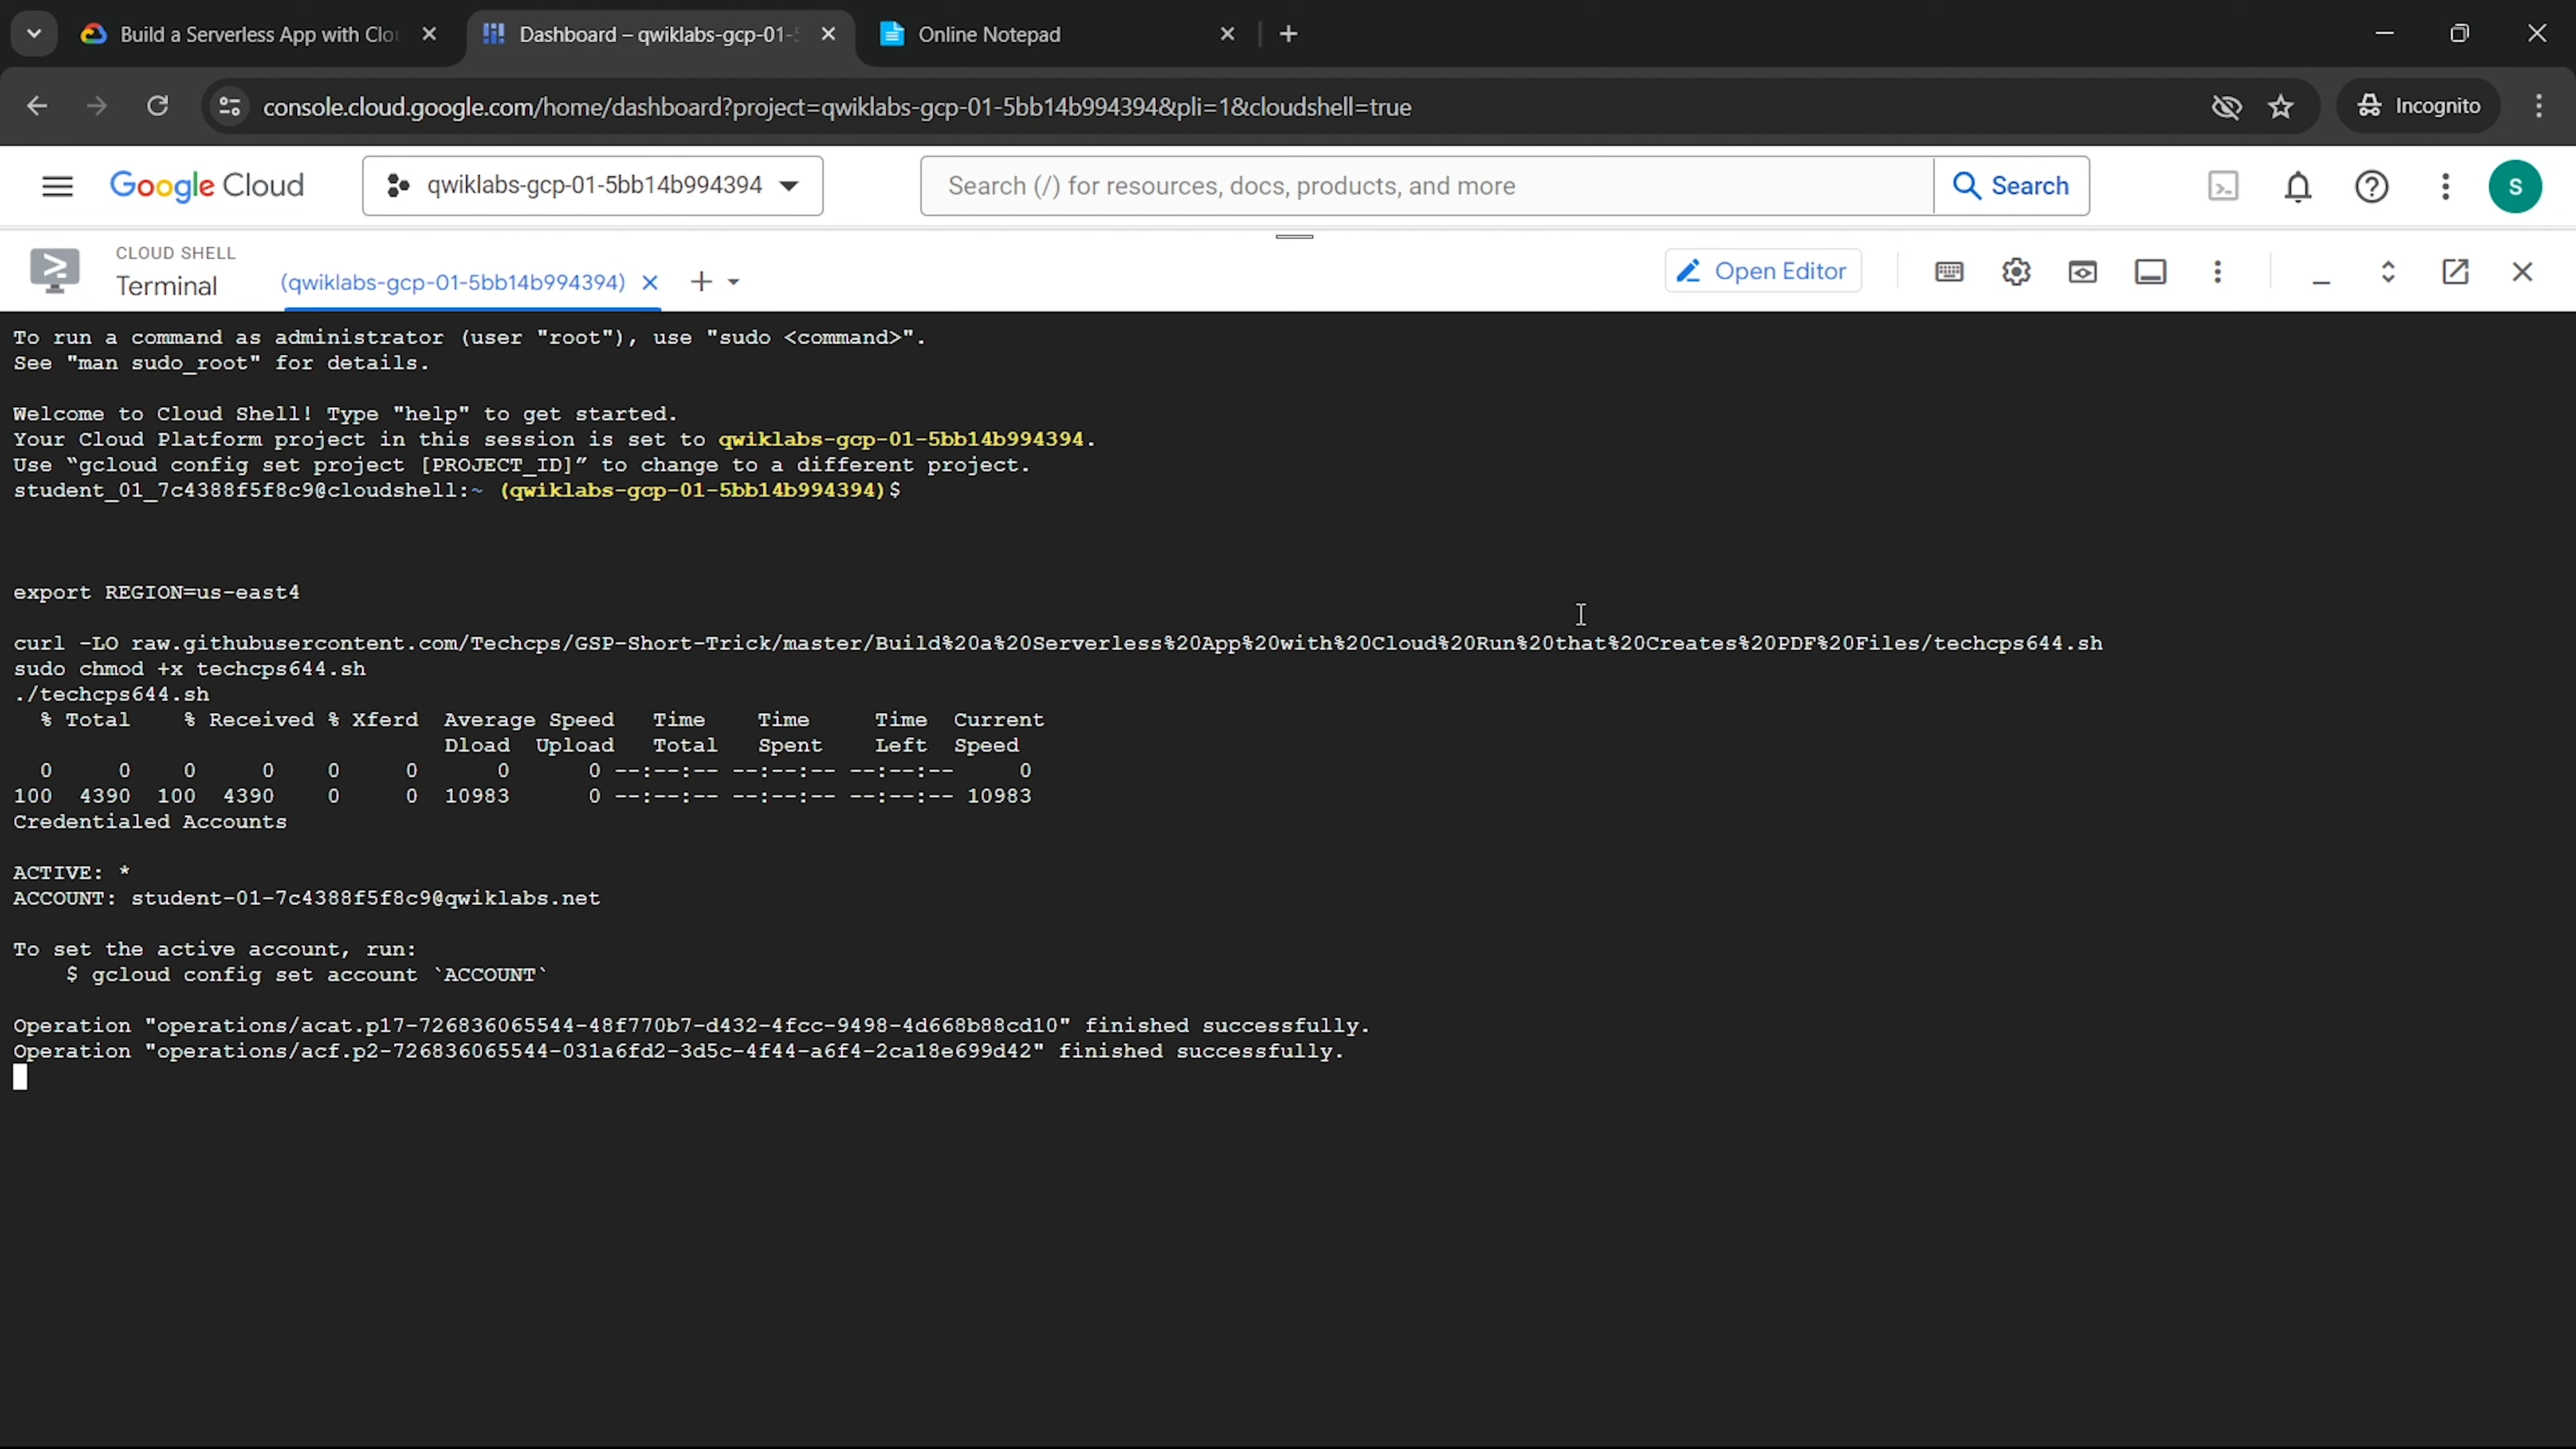 Build a Serverless App with Clou
Dashboard – qwiklabs-gcp-01-5
Online Notepad
console.cloud.google.com/home/dashboard?project=qwiklabs-gcp-01-5bb14b994394&pli=1&cloudshell=true
Incognito
Google Cloud
qwiklabs-gcp-01-5bb14b994394
Search (/) for resources, docs, products, and more
Search
S
CLOUD SHELL
Terminal
(qwiklabs-gcp-01-5bb14b994394)
Open Editor
To run a command as administrator (user "root"), use "sudo <command>".
See "man sudo_root" for details.
Welcome to Cloud Shell! Type "help" to get started.
Your Cloud Platform project in this session is set to qwiklabs-gcp-01-5bb14b994394.
Use “gcloud config set project [PROJECT_ID]” to change to a different project.
student_01_7c4388f5f8c9@cloudshell:~ (qwiklabs-gcp-01-5bb14b994394)$
export REGION=us-east4
curl -LO raw.githubusercontent.com/Techcps/GSP-Short-Trick/master/Build%20a%20Serverless%20App%20with%20Cloud%20Run%20that%20Creates%20PDF%20Files/techcps644.sh
sudo chmod +x techcps644.sh
./techcps644.sh
% Total    % Received % Xferd  Average Speed   Time    Time     Time  Current
Dload  Upload   Total   Spent    Left  Speed
0     0    0     0    0     0      0      0 --:--:-- --:--:-- --:--:--     0
100  4390  100  4390    0     0  10983      0 --:--:-- --:--:-- --:--:-- 10983
Credentialed Accounts
ACTIVE: *
ACCOUNT: student-01-7c4388f5f8c9@qwiklabs.net
To set the active account, run:
$ gcloud config set account `ACCOUNT`
Operation "operations/acat.p17-726836065544-48f770b7-d432-4fcc-9498-4d668b88cd10" finished successfully.
Operation "operations/acf.p2-726836065544-031a6fd2-3d5c-4f44-a6f4-2ca18e699d42" finished successfully.